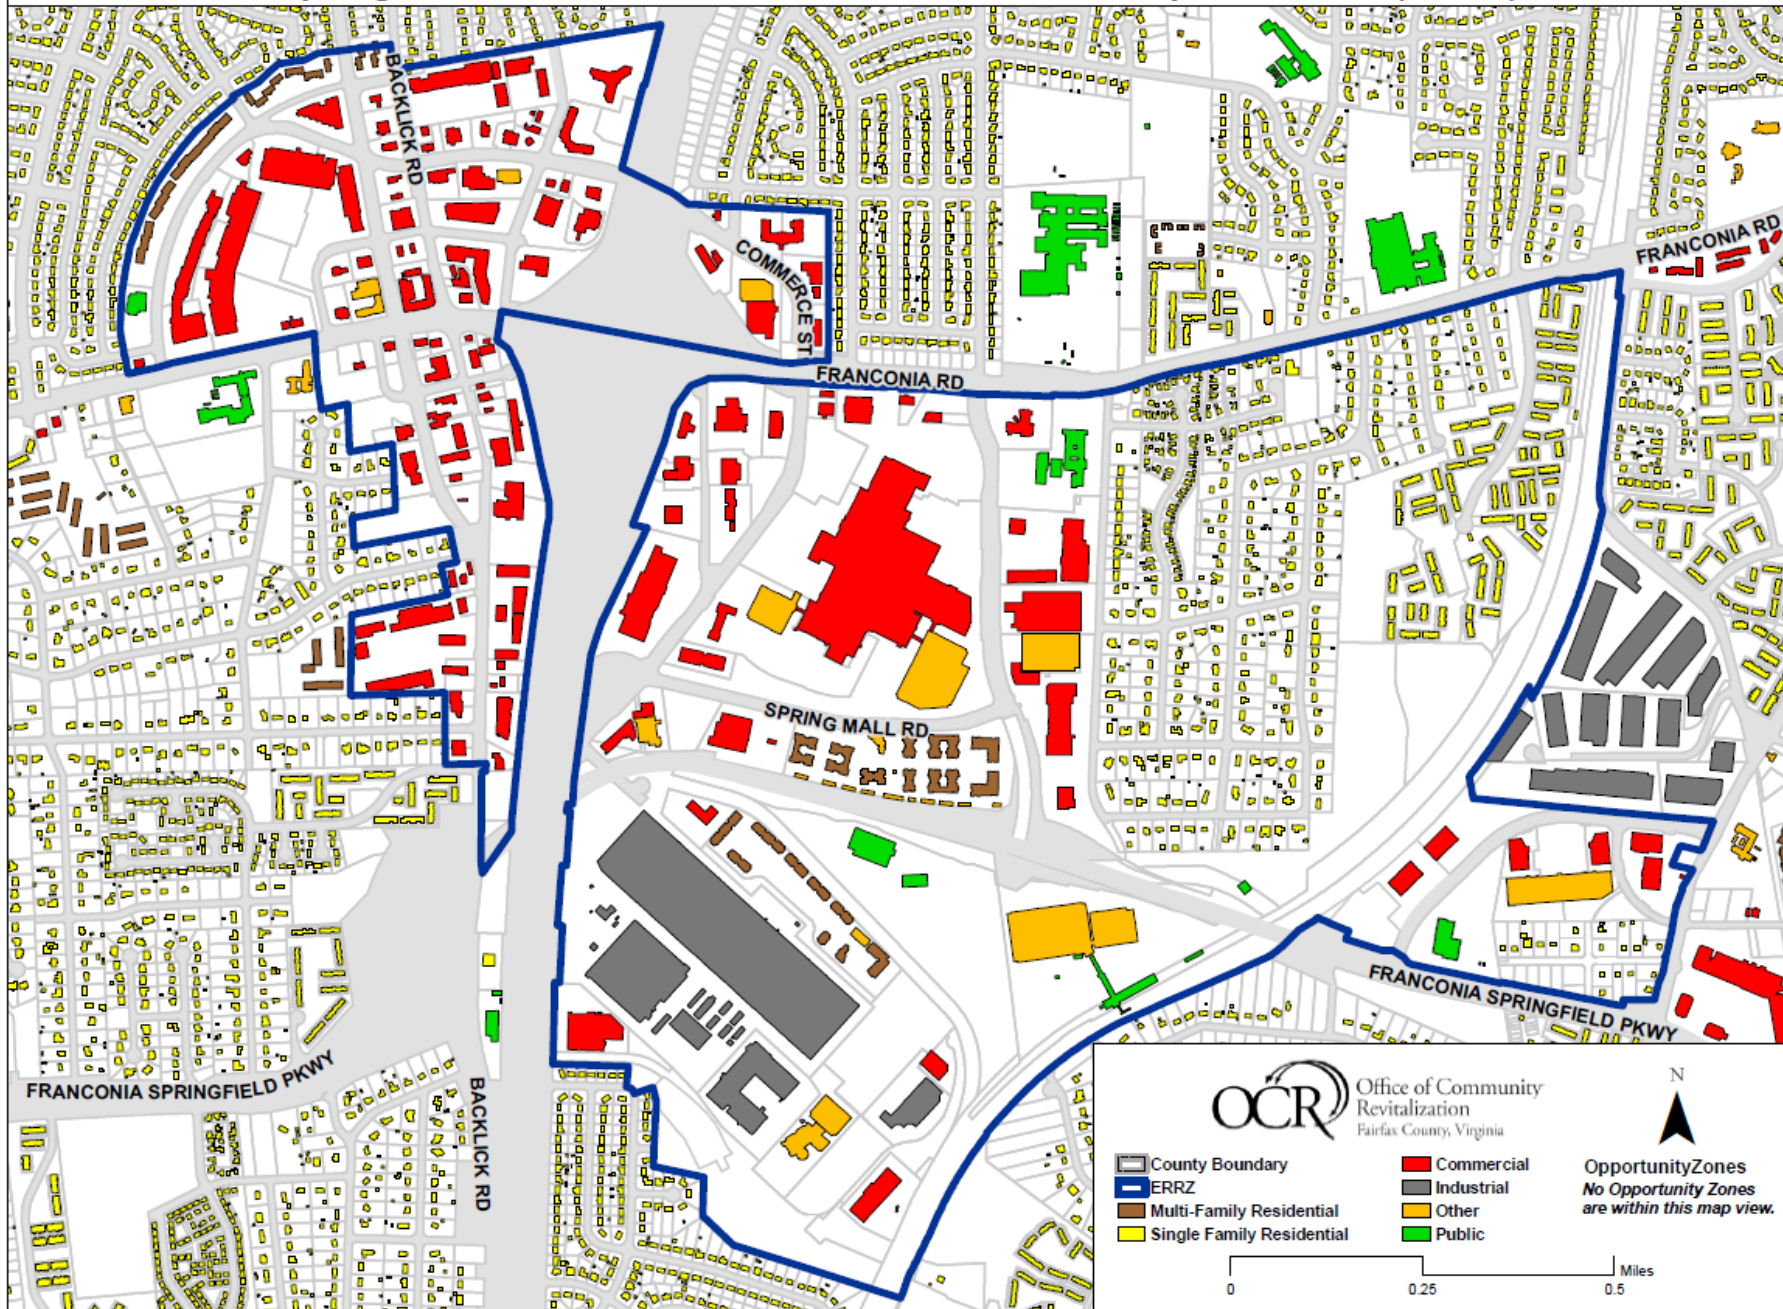 BACKLICK RD
COMMERCE ST
FRANCONIA RD
FRANCONIA RD
SPRING MALL RD
FRANCONIA SPRINGFIELD PKWY
FRANCONIA SPRINGFIELD PKWY
BACKLICK RD
OCR
Office of Community
Revitalization
Fairfax County, Virginia
N
County Boundary
ERRZ
Multi-Family Residential
Single Family Residential
Commercial
Industrial
Other
Public
OpportunityZones
No Opportunity Zones
are within this map view.
Miles
0 0.25 0.5